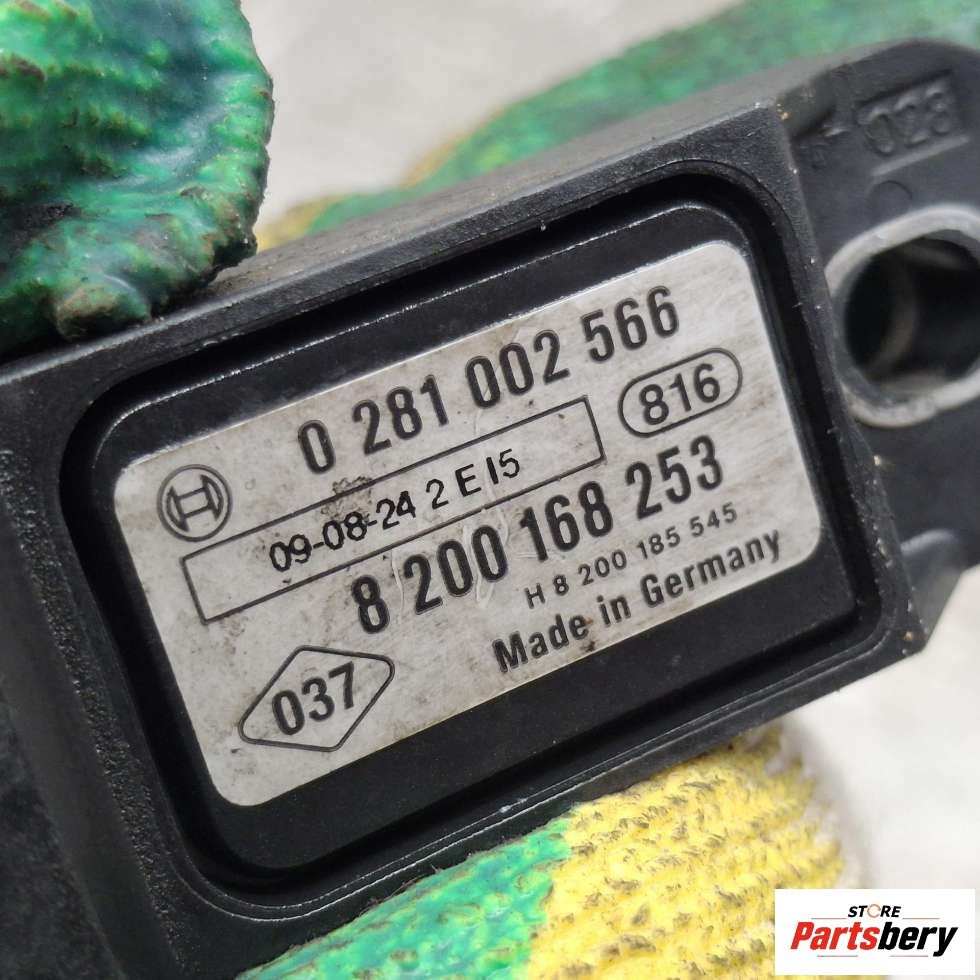 028
0 281 002 566
816
09-08-24 2 E I5
8 200 168 253
H 8 200 185 545
037
Made in Germany
STORE
Partsbery